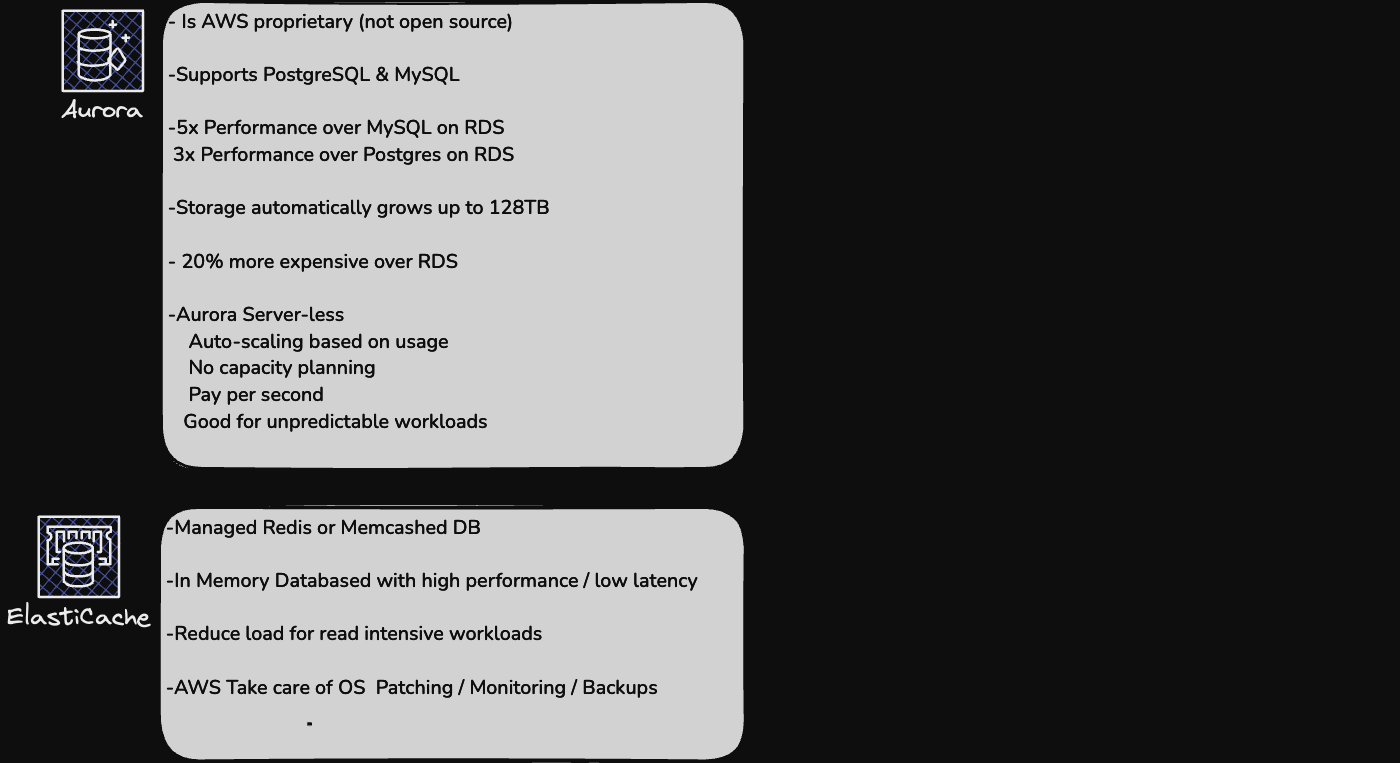 - Is AWS proprietary (not open source)
-Supports PostgreSQL & MySQL
-5x Performance over MySQL on RDS
3x Performance over Postgres on RDS
-Storage automatically grows up to 128TB
- 20% more expensive over RDS
-Aurora Server-less
Auto-scaling based on usage
No capacity planning
Pay per second
Good for unpredictable workloads
Aurora
-Managed Redis or Memcashed DB
-In Memory Databased with high performance / low latency
-Reduce load for read intensive workloads
-AWS Take care of OS  Patching / Monitoring / Backups
-
ElastiCache